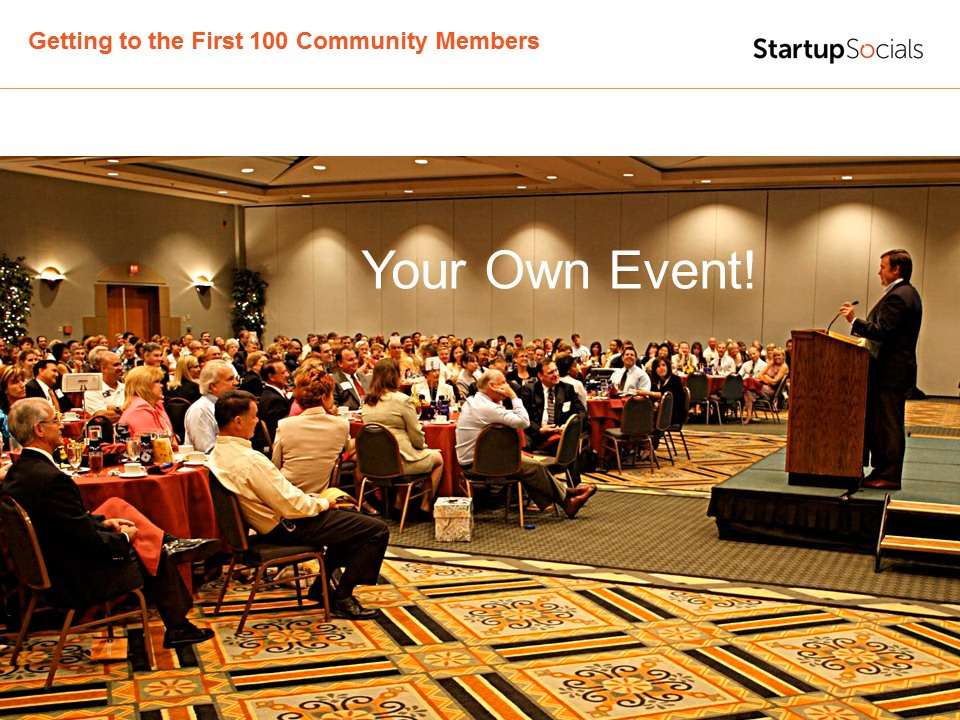 Getting to the First 100 Community Members
StartupSocials
Your Own Event!